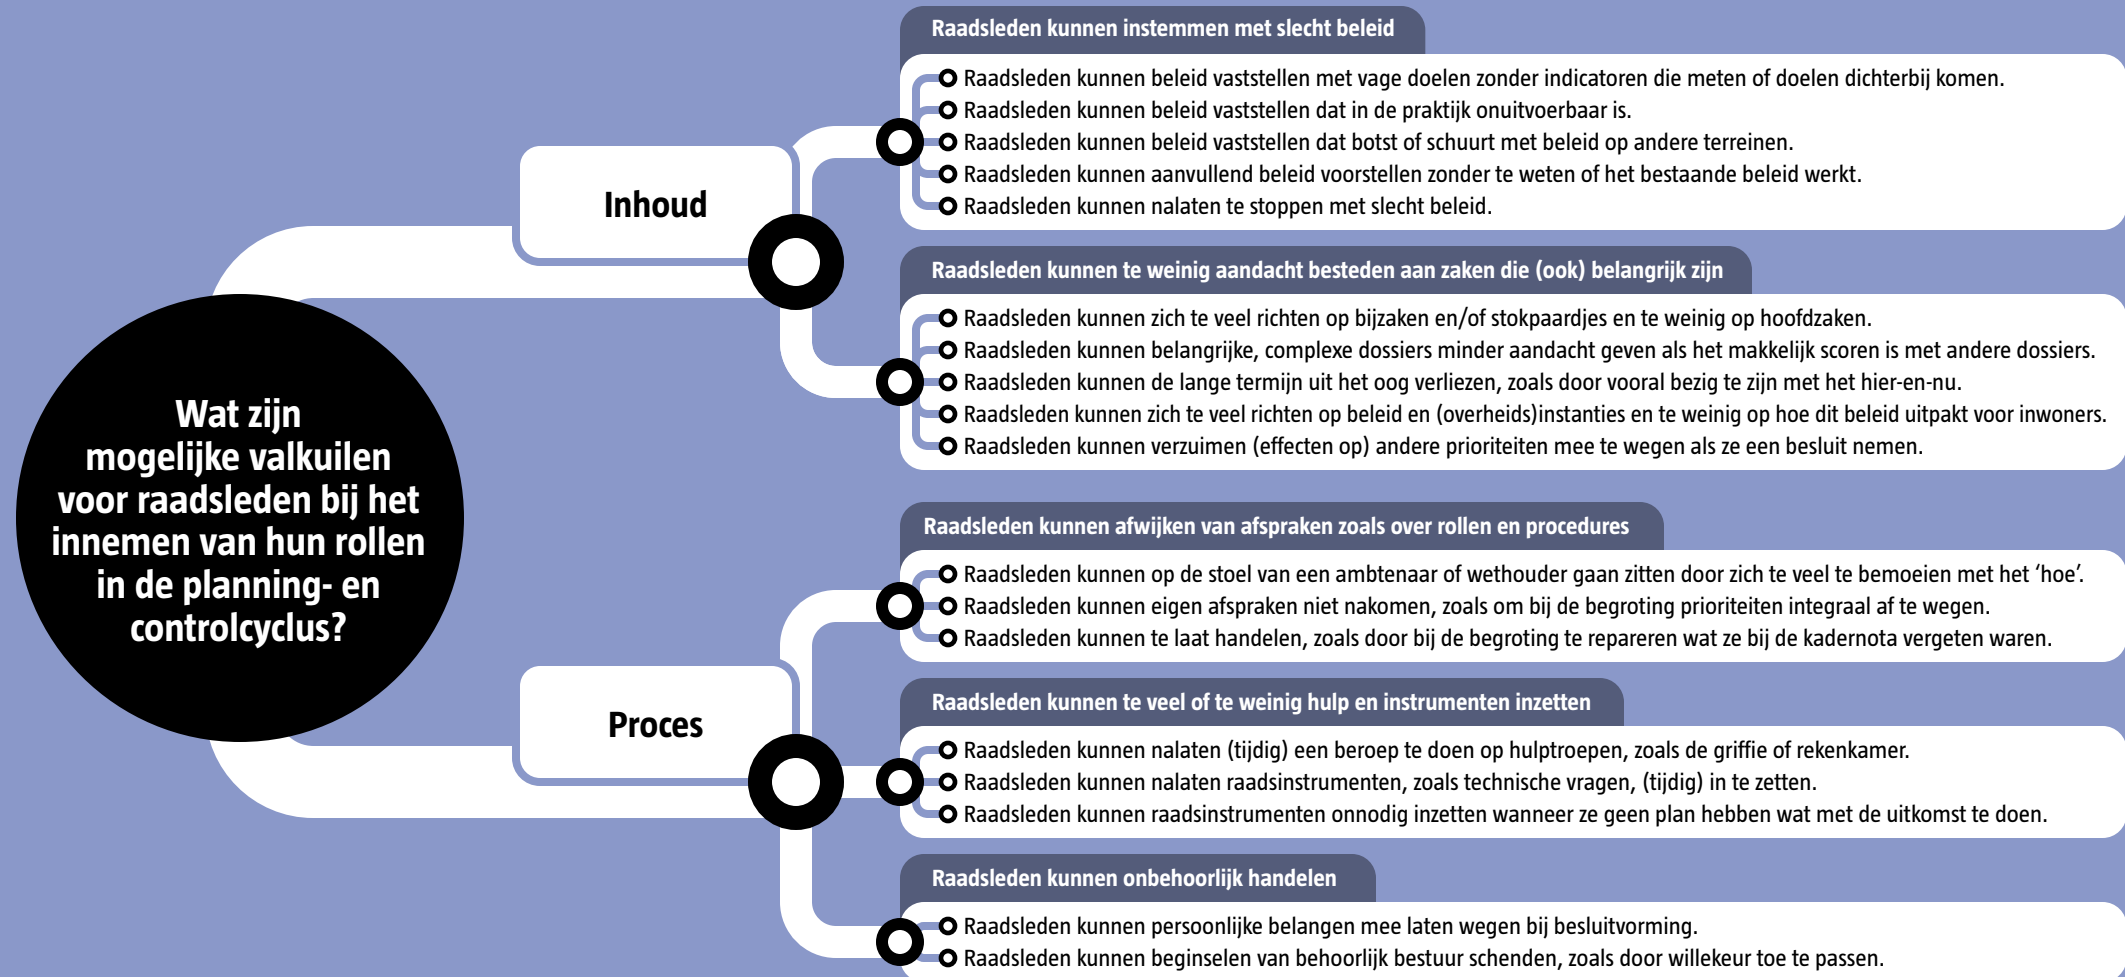 Wat zijn
mogelijke valkuilen
voor raadsleden bij het
innemen van hun rollen
in de planning- en
controlcyclus?
Inhoud
Raadsleden kunnen instemmen met slecht beleid
Raadsleden kunnen beleid vaststellen met vage doelen zonder indicatoren die meten of doelen dichterbij komen.
Raadsleden kunnen beleid vaststellen dat in de praktijk onuitvoerbaar is.
Raadsleden kunnen beleid vaststellen dat botst of schuurt met beleid op andere terreinen.
Raadsleden kunnen aanvullend beleid voorstellen zonder te weten of het bestaande beleid werkt.
Raadsleden kunnen nalaten te stoppen met slecht beleid.
Raadsleden kunnen te weinig aandacht besteden aan zaken die (ook) belangrijk zijn
Raadsleden kunnen zich te veel richten op bijzaken en/of stokpaardjes en te weinig op hoofdzaken.
Raadsleden kunnen belangrijke, complexe dossiers minder aandacht geven als het makkelijk scoren is met andere dossiers.
Raadsleden kunnen de lange termijn uit het oog verliezen, zoals door vooral bezig te zijn met het hier-en-nu.
Raadsleden kunnen zich te veel richten op beleid en (overheids)instanties en te weinig op hoe dit beleid uitpakt voor inwoners.
Raadsleden kunnen verzuimen (effecten op) andere prioriteiten mee te wegen als ze een besluit nemen.
Proces
Raadsleden kunnen afwijken van afspraken zoals over rollen en procedures
Raadsleden kunnen op de stoel van een ambtenaar of wethouder gaan zitten door zich te veel te bemoeien met het ‘hoe’.
Raadsleden kunnen eigen afspraken niet nakomen, zoals om bij de begroting prioriteiten integraal af te wegen.
Raadsleden kunnen te laat handelen, zoals door bij de begroting te repareren wat ze bij de kadernota vergeten waren.
Raadsleden kunnen te veel of te weinig hulp en instrumenten inzetten
Raadsleden kunnen nalaten (tijdig) een beroep te doen op hulptroepen, zoals de griffie of rekenkamer.
Raadsleden kunnen nalaten raadsinstrumenten, zoals technische vragen, (tijdig) in te zetten.
Raadsleden kunnen raadsinstrumenten onnodig inzetten wanneer ze geen plan hebben wat met de uitkomst te doen.
Raadsleden kunnen onbehoorlijk handelen
Raadsleden kunnen persoonlijke belangen mee laten wegen bij besluitvorming.
Raadsleden kunnen beginselen van behoorlijk bestuur schenden, zoals door willekeur toe te passen.